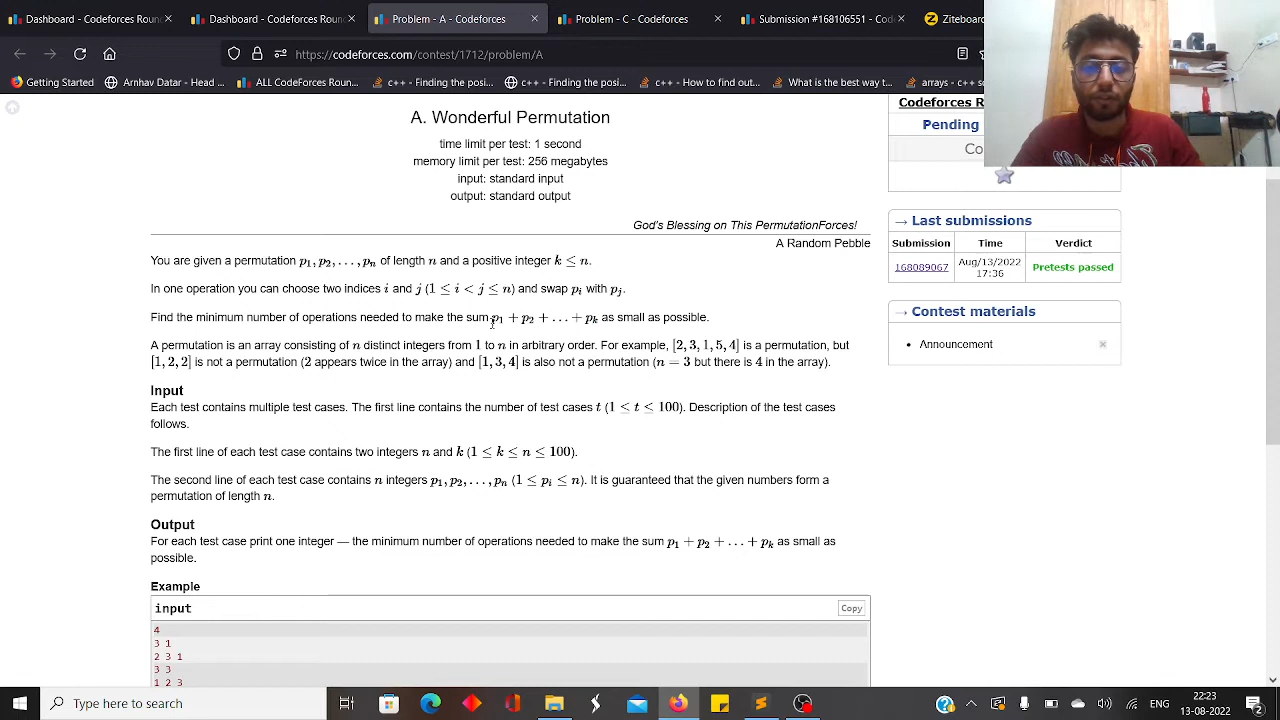 Dashboard - Codeforces Rou
Dashboard - Codeforces Rou
Problem - Codeforces
Problem - Codeforces
Submission #168106551 - Cod
Ziteboard
https://codeforces.com/contest/1712/problem/A
Getting Started
Arnhav Datar - Head ...
ALL CodeForces Roun...
c++ - Finding the posi...
C++ - Finding the posi...
c++ - How to find out...
What is the best way t...
arrays - c++ so
A. Wonderful Permutation
time limit per test: 1 second
memory limit per test: 256 megabytes
input: standard input
output: standard output
God's Blessing on This PermutationForces!
A Random Pebble
You are given a permutation p1, p2, . . . , pn of length n and a positive integer k ≤ n.
In one operation you can choose two indices i and j (1 ≤ i < j ≤ n) and swap pi with pj.
Find the minimum number of operations needed to make the sum p1 + p2 + . . . + pk as small as possible.
A permutation is an array consisting of n distinct integers from 1 to n in arbitrary order. For example, [2, 3, 1, 5, 4] is a permutation, but
[1, 2, 2] is not a permutation (2 appears twice in the array) and [1, 3, 4] is also not a permutation (n = 3 but there is 4 in the array).
Input
Each test contains multiple test cases. The first line contains the number of test cases t (1 ≤ t ≤ 100). Description of the test cases
follows.
The first line of each test case contains two integers n and k (1 ≤ k ≤ n ≤ 100).
The second line of each test case contains n integers p1, p2, . . . , pn (1 ≤ pi ≤ n). It is guaranteed that the given numbers form a
permutation of length n.
Output
For each test case print one integer — the minimum number of operations needed to make the sum p1 + p2 + . . . + pk as small as
possible.
Example
input
Copy
4
3 1
2 3 1
3 3
1 2 3
Codeforces R
Pending
Co
→ Last submissions
Submission Time Verdict
168089067 Aug/13/2022 17:36 Pretests passed
→ Contest materials
Announcement
Type here to search
ENG
22:23
13-08-2022